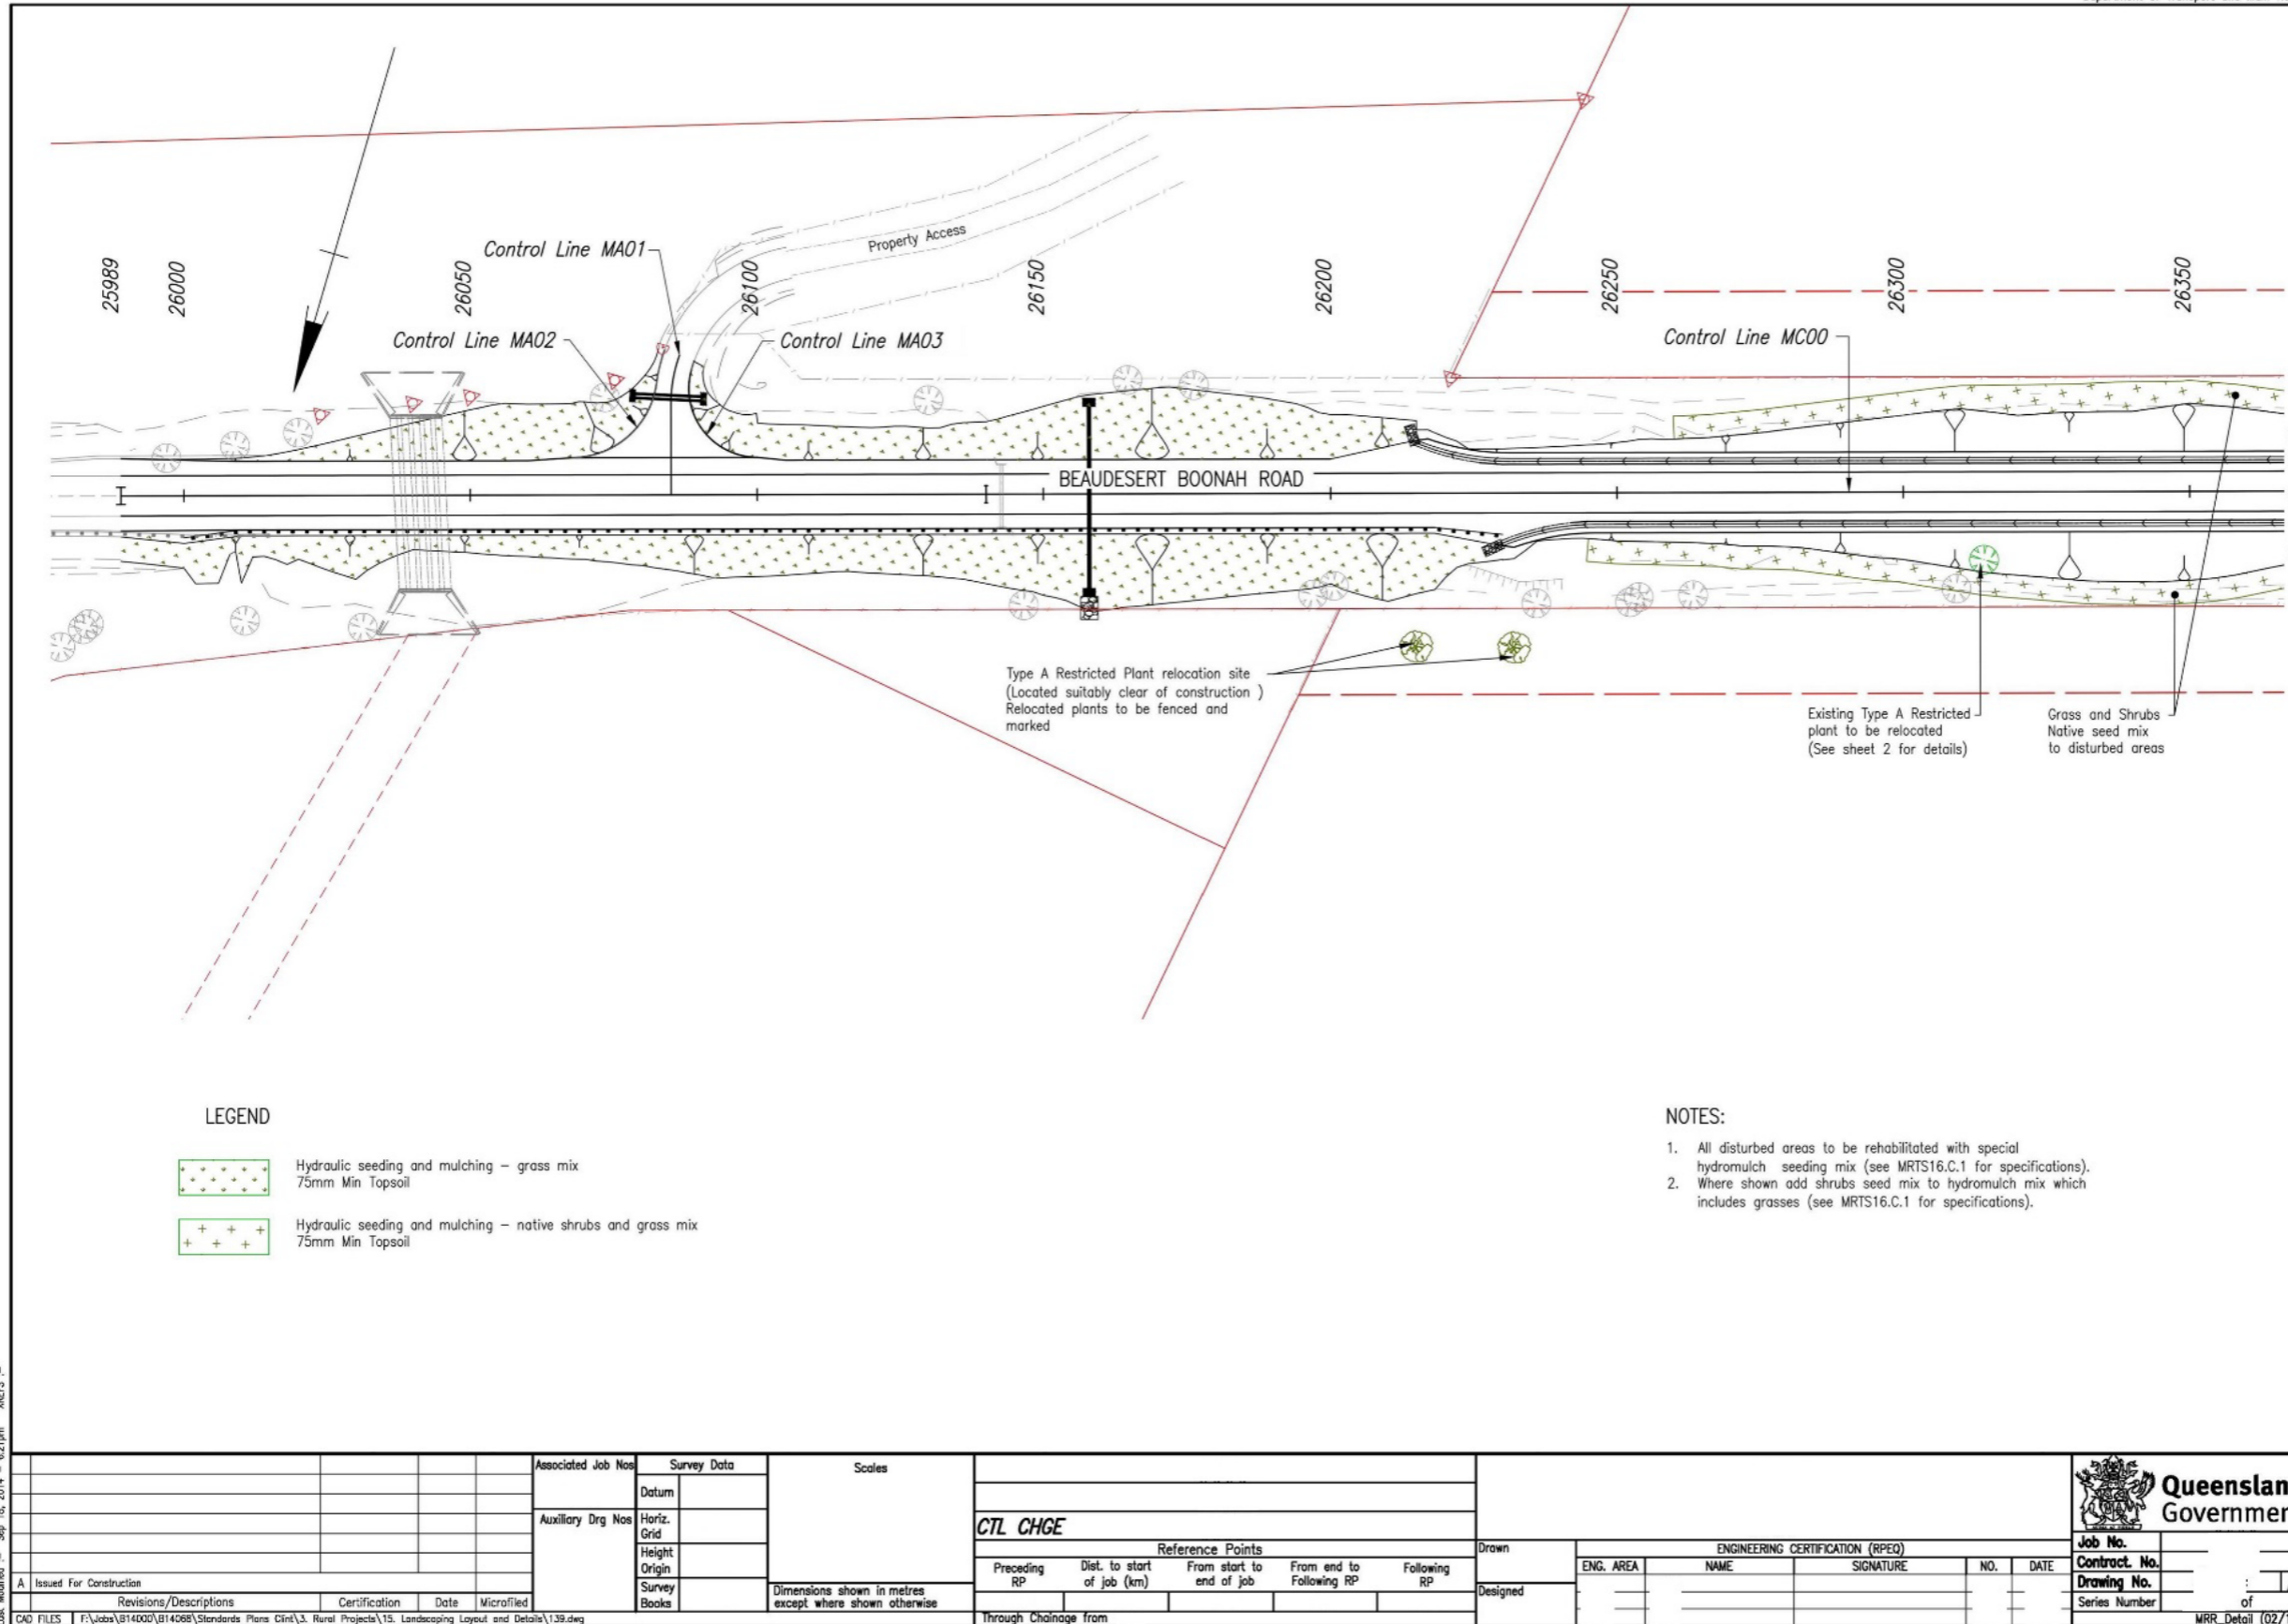 25989
26000
26050
26100
26150
26200
26250
26300
26350
Control Line MA01
Property Access
Control Line MA02
Control Line MA03
Control Line MC00
BEAUDESERT BOONAH ROAD
Type A Restricted Plant relocation site
(Located suitably clear of construction )
Relocated plants to be fenced and
marked
Existing Type A Restricted
plant to be relocated
(See sheet 2 for details)
Grass and Shrubs
Native seed mix
to disturbed areas
LEGEND
Hydraulic seeding and mulching – grass mix
75mm Min Topsoil
Hydraulic seeding and mulching – native shrubs and grass mix
75mm Min Topsoil
NOTES:
1. All disturbed areas to be rehabilitated with special
hydromulch seeding mix (see MRTS16.C.1 for specifications).
2. Where shown add shrubs seed mix to hydromulch mix which
includes grasses (see MRTS16.C.1 for specifications).
A Issued For Construction
Revisions/Descriptions Certification Date Microfilmed
Associated Job Nos
Auxiliary Drg Nos
Survey Data
Datum
Horiz.
Grid
Height
Origin
Survey
Books
Scales
Dimensions shown in metres
except where shown otherwise
CTL CHGE
Reference Points
Preceding
RP
Dist. to start
of job (km)
From start to
end of job
From end to
Following RP
Following
RP
Through Chainage from
Drawn
Designed
ENGINEERING CERTIFICATION (RPEQ)
ENG. AREA NAME SIGNATURE NO. DATE
Queenslan
Governmen
Job No.
Contract. No.
Drawing No.
Series Number of
MRR_Detail (02/1
CAD FILES F:\Jobs\B14000\B14068\Standards Plans Clint\3. Rural Projects\15. Landscaping Layout and Details\139.dwg